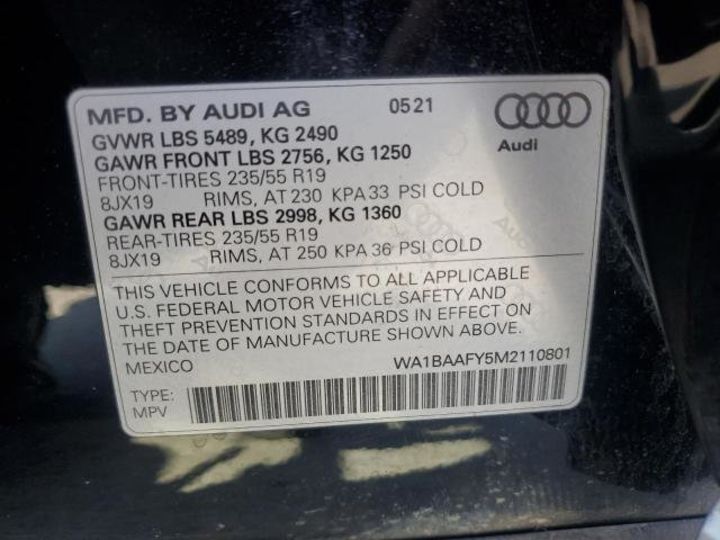 MFD. BY AUDI AG 0521
GVWR LBS 5489, KG 2490
Audi
GAWR FRONT LBS 2756, KG 1250
FRONT-TIRES 235/55 R19
8JX19 RIMS, AT 230 KPA 33 PSI COLD
GAWR REAR LBS 2998, KG 1360
REAR-TIRES 235/55 R19
8JX19 RIMS, AT 250 KPA 36 PSI COLD
THIS VEHICLE CONFORMS TO ALL APPLICABLE
U.S. FEDERAL MOTOR VEHICLE SAFETY AND
THEFT PREVENTION STANDARDS IN EFFECT ON
THE DATE OF MANUFACTURE SHOWN ABOVE.
MEXICO WA1BAAFY5M2110801
TYPE:
MPV